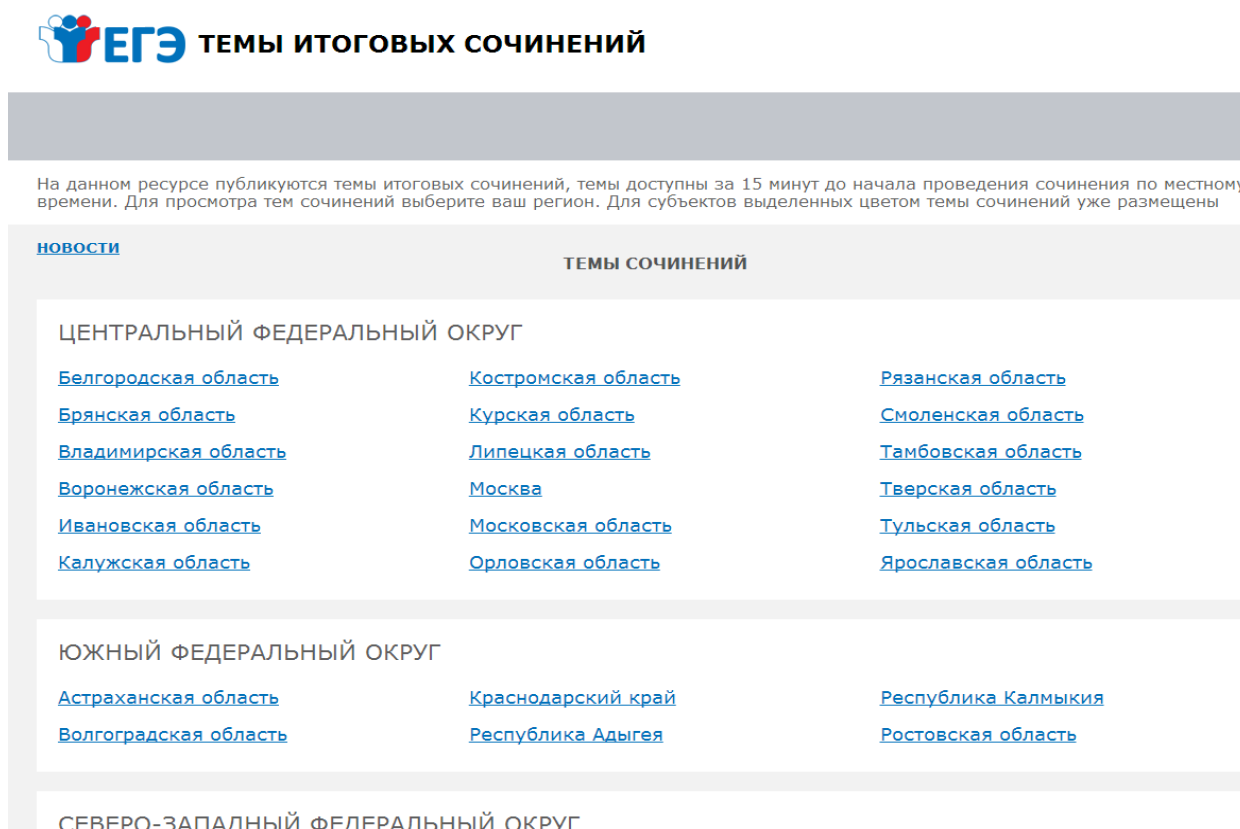 ЕГЭ ТЕМЫ ИТОГОВЫХ СОЧИНЕНИЙ
На данном ресурсе публикуются темы итоговых сочинений, темы доступны за 15 минут до начала проведения сочинения по местному
времени. Для просмотра тем сочинений выберите ваш регион. Для субъектов выделенных цветом темы сочинений уже размещены
НОВОСТИ
ТЕМЫ СОЧИНЕНИЙ
ЦЕНТРАЛЬНЫЙ ФЕДЕРАЛЬНЫЙ ОКРУГ
Белгородская область Костромская область Рязанская область
Брянская область Курская область Смоленская область
Владимирская область Липецкая область Тамбовская область
Воронежская область Москва Тверская область
Ивановская область Московская область Тульская область
Калужская область Орловская область Ярославская область
ЮЖНЫЙ ФЕДЕРАЛЬНЫЙ ОКРУГ
Астраханская область Краснодарский край Республика Калмыкия
Волгоградская область Республика Адыгея Ростовская область
СЕВЕРО-ЗАПАДНЫЙ ФЕДЕРАЛЬНЫЙ ОКРУГ